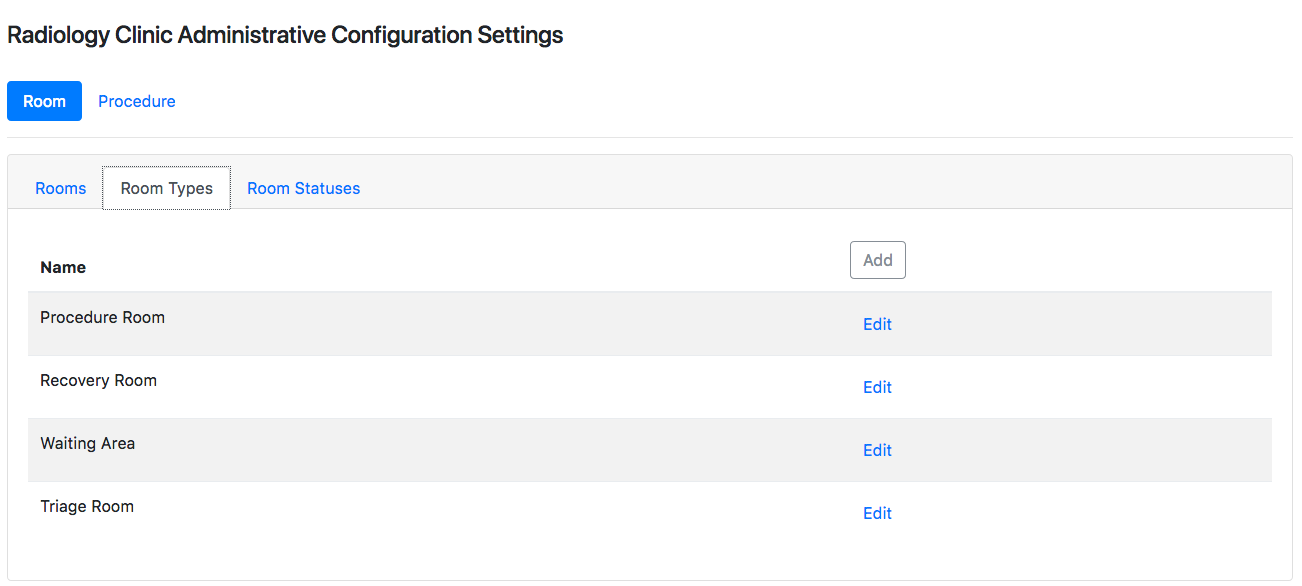 Radiology Clinic Administrative Configuration Settings
Room Procedure
Rooms Room Types Room Statuses
Name Add
Procedure Room Edit
Recovery Room Edit
Waiting Area Edit
Triage Room Edit